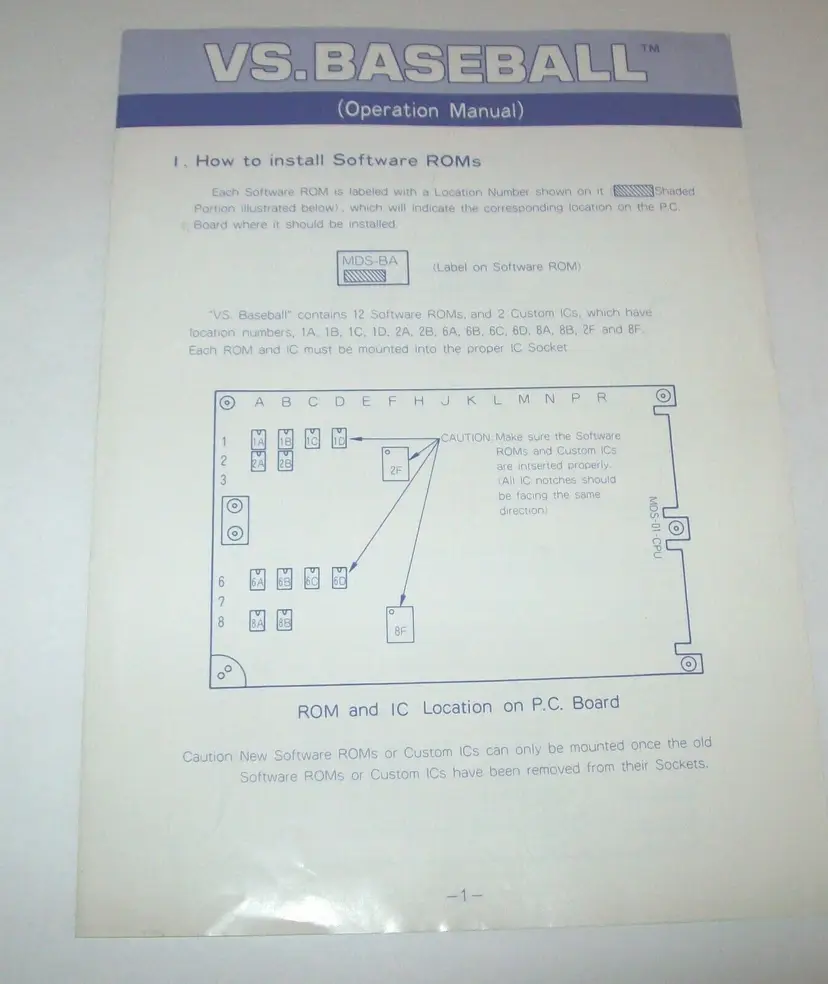 VS. BASEBALL™
(Operation Manual)
1. How to install Software ROMs
Each Software ROM is labeled with a Location Number shown on it ( Shaded
Portion illustrated below), which will indicate the corresponding location on the P.C.
Board where it should be installed.
MDS-BA
(Label on Software ROM)
"VS. Baseball" contains 12 Software ROMs, and 2 Custom ICs, which have
location numbers, 1A, 1B, 1C, 1D, 2A, 2B, 6A, 6B, 6C, 6D, 8A, 8B, 2F and 8F.
Each ROM and IC must be mounted into the proper IC Socket.
A B C D E F H J K L M N P R
1 1A 1B 1C 1D
CAUTION: Make sure the Software
ROMs and Custom ICs
are intserted properly.
(All IC notches should
be facing the same
direction)
2 2A 2B 2F
3
MDS-01-CPU
6 6A 6B 6C 6D
7
8 8A 8B 8F
ROM and IC Location on P.C. Board
Caution New Software ROMs or Custom ICs can only be mounted once the old
Software ROMs or Custom ICs have been removed from their Sockets.
—1—